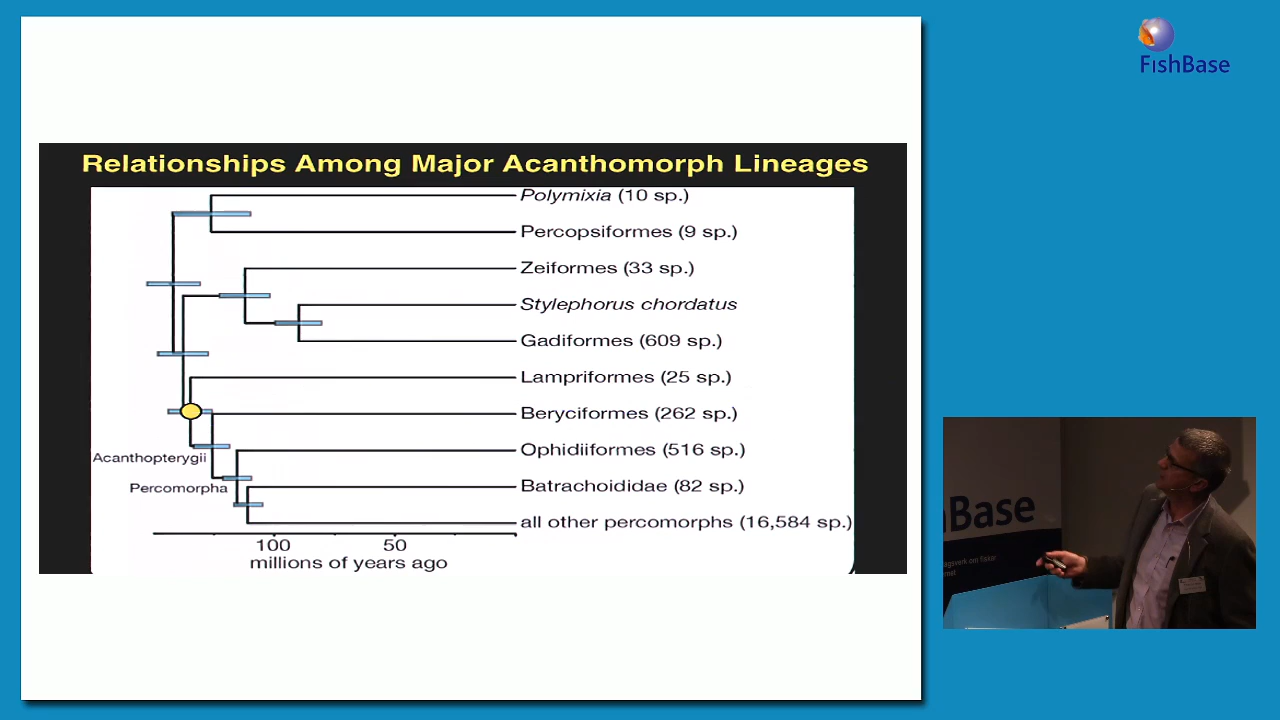 FishBase
Relationships Among Major Acanthomorph Lineages
Polymixia (10 sp.)
Percopsiformes (9 sp.)
Zeiformes (33 sp.)
Stylephorus chordatus
Gadiformes (609 sp.)
Lampriformes (25 sp.)
Beryciformes (262 sp.)
Ophidiiformes (516 sp.)
Acanthopterygii
Percomorpha
Batrachoididae (82 sp.)
all other percomorphs (16,584 sp.)
100 50
millions of years ago
Base